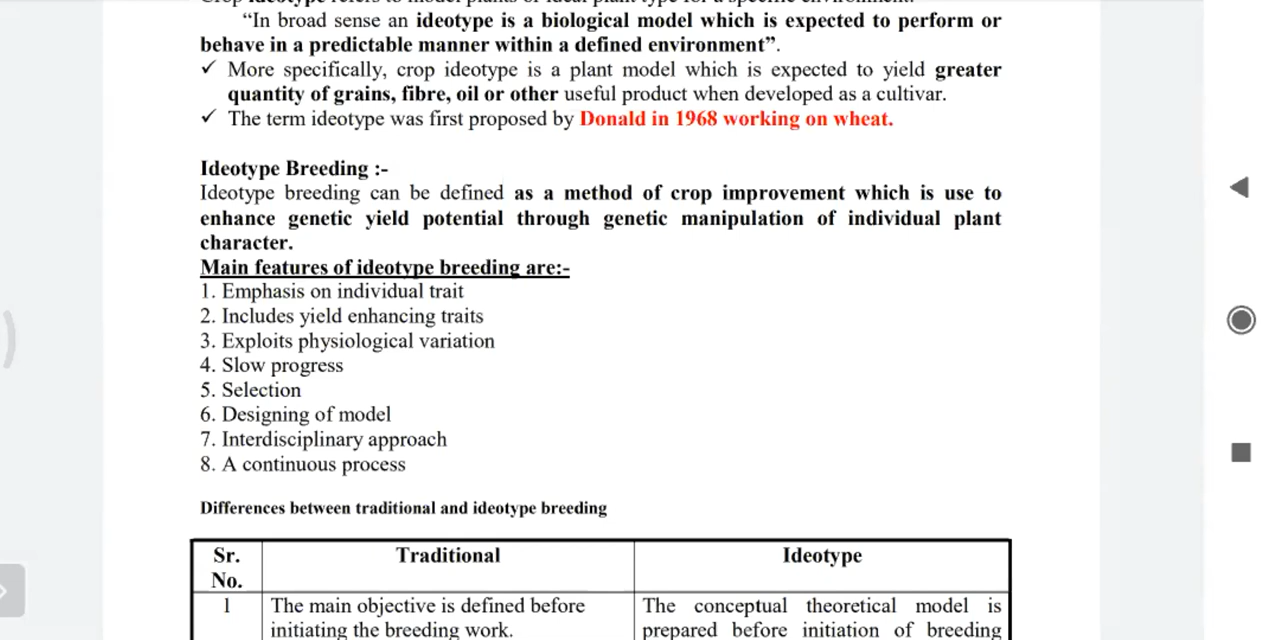 “In broad sense an ideotype is a biological model which is expected to perform or
behave in a predictable manner within a defined environment”.
✓ More specifically, crop ideotype is a plant model which is expected to yield greater
quantity of grains, fibre, oil or other useful product when developed as a cultivar.
✓ The term ideotype was first proposed by Donald in 1968 working on wheat.
Ideotype Breeding :-
Ideotype breeding can be defined as a method of crop improvement which is use to
enhance genetic yield potential through genetic manipulation of individual plant
character.
Main features of ideotype breeding are:-
1. Emphasis on individual trait
2. Includes yield enhancing traits
3. Exploits physiological variation
4. Slow progress
5. Selection
6. Designing of model
7. Interdisciplinary approach
8. A continuous process
Differences between traditional and ideotype breeding
Sr. No. Traditional Ideotype
1 The main objective is defined before The conceptual theoretical model is
initiating the breeding work. prepared before initiation of breeding